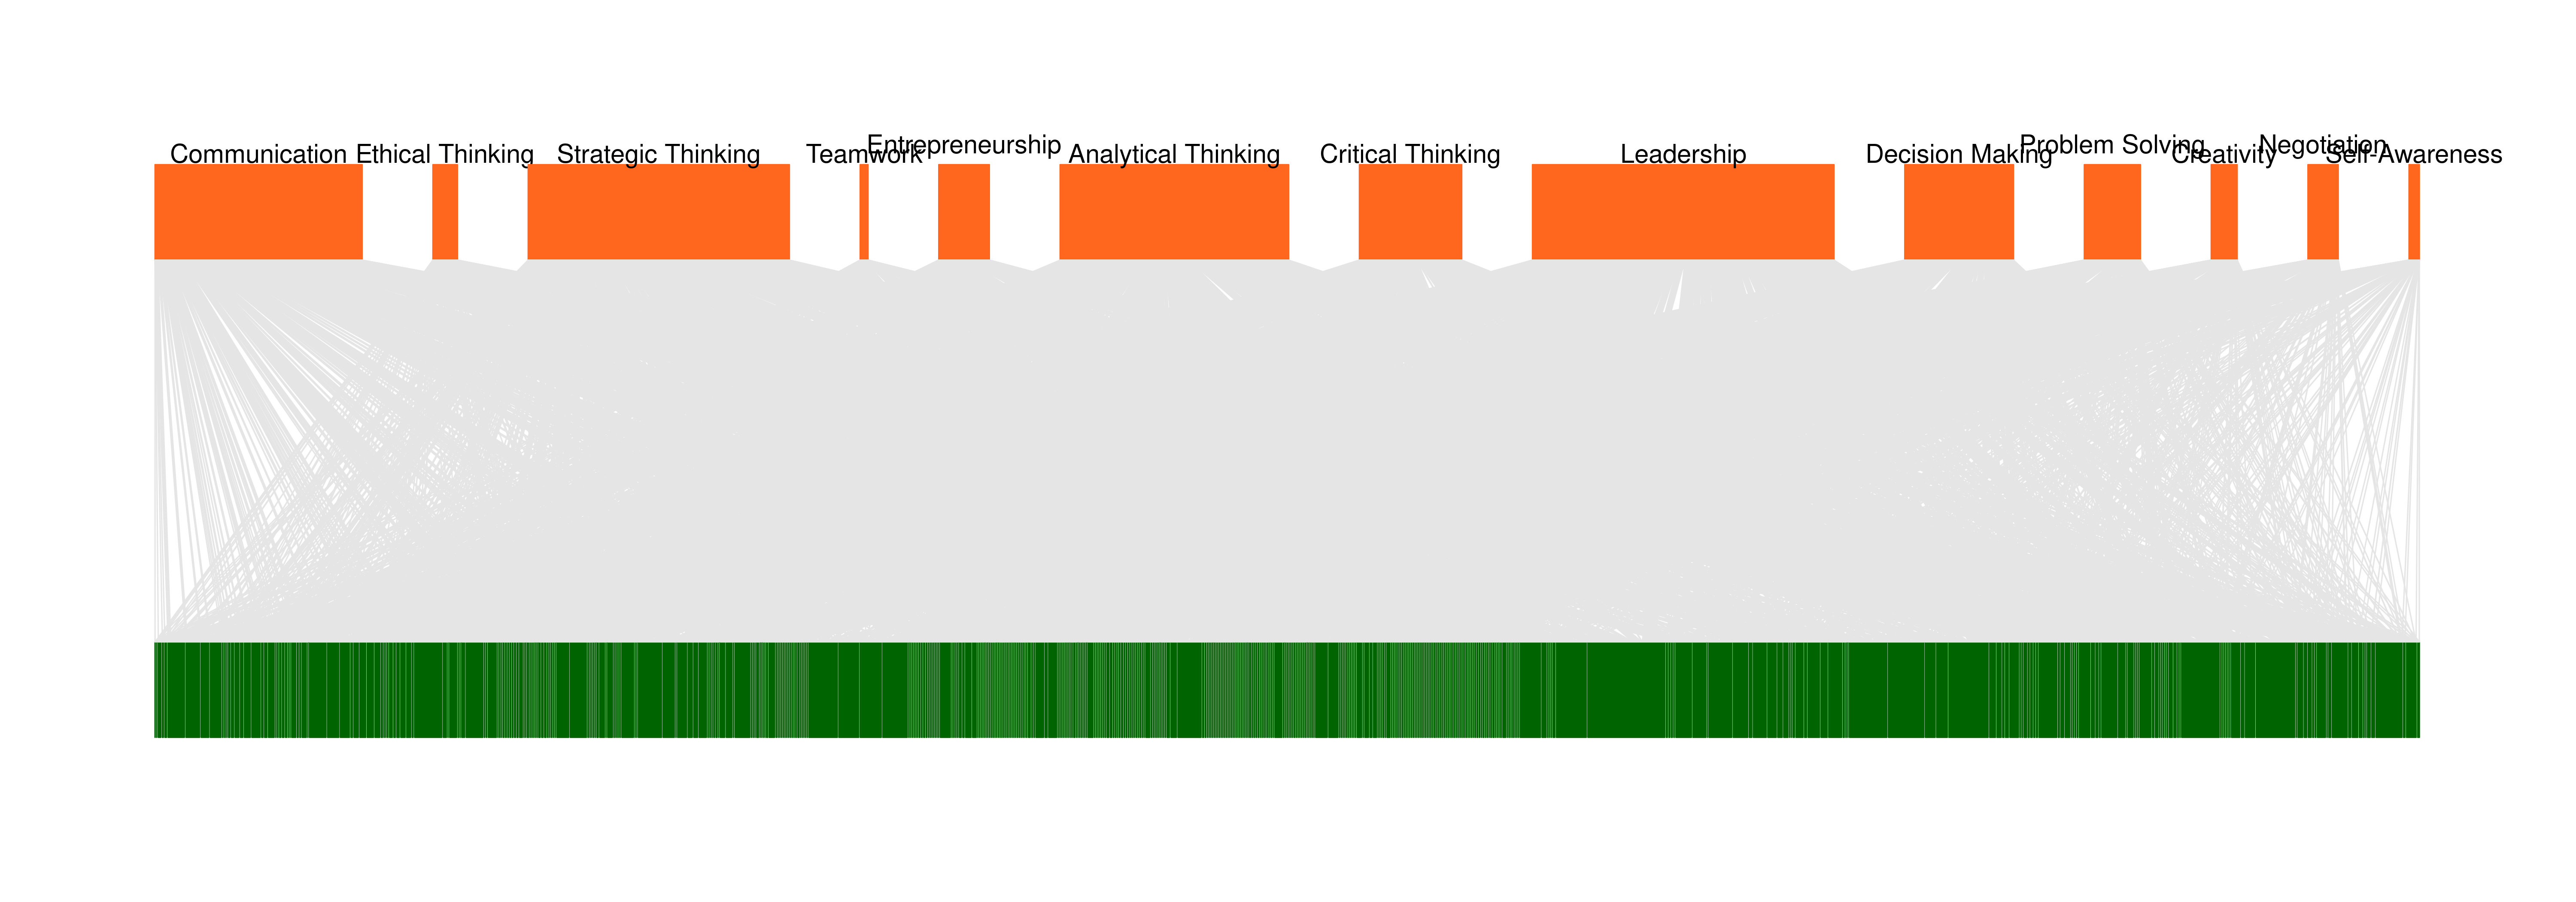 Communication
Ethical Thinking
Strategic Thinking
Teamwork
Entrepreneurship
Analytical Thinking
Critical Thinking
Leadership
Decision Making
Problem Solving
Creativity
Negotiation
Self-Awareness